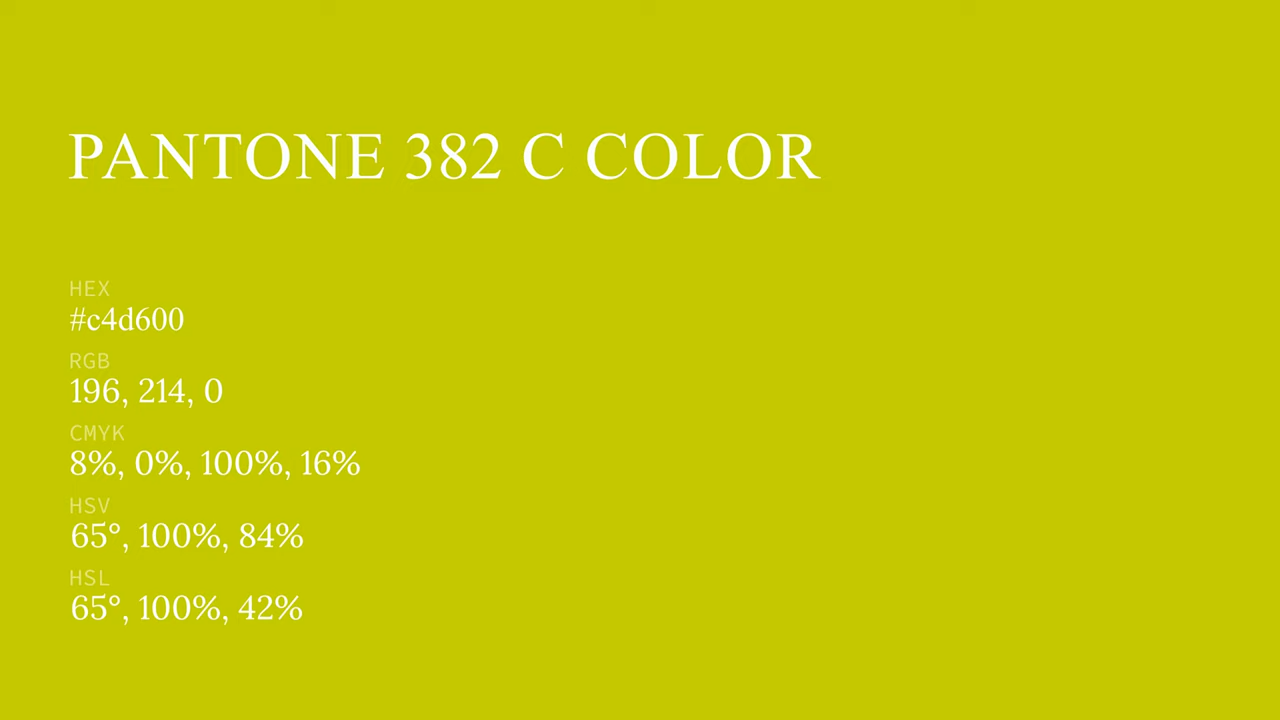 PANTONE 382 C COLOR
HEX
#c4d600
RGB
196, 214, 0
CMYK
8%, 0%, 100%, 16%
HSV
65°, 100%, 84%
HSL
65°, 100%, 42%